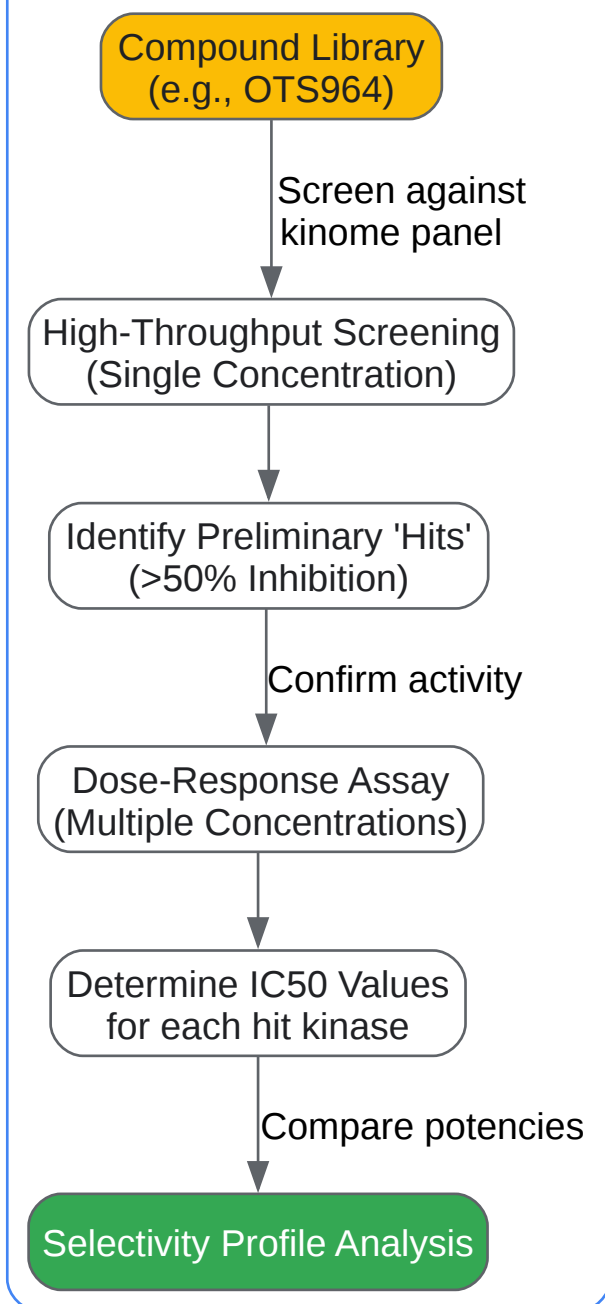 Compound Library
(e.g., OTS964)
Screen against
kinome panel
High-Throughput Screening
(Single Concentration)
Identify Preliminary 'Hits'
(>50% Inhibition)
Confirm activity
Dose-Response Assay
(Multiple Concentrations)
Determine IC50 Values
for each hit kinase
Compare potencies
Selectivity Profile Analysis